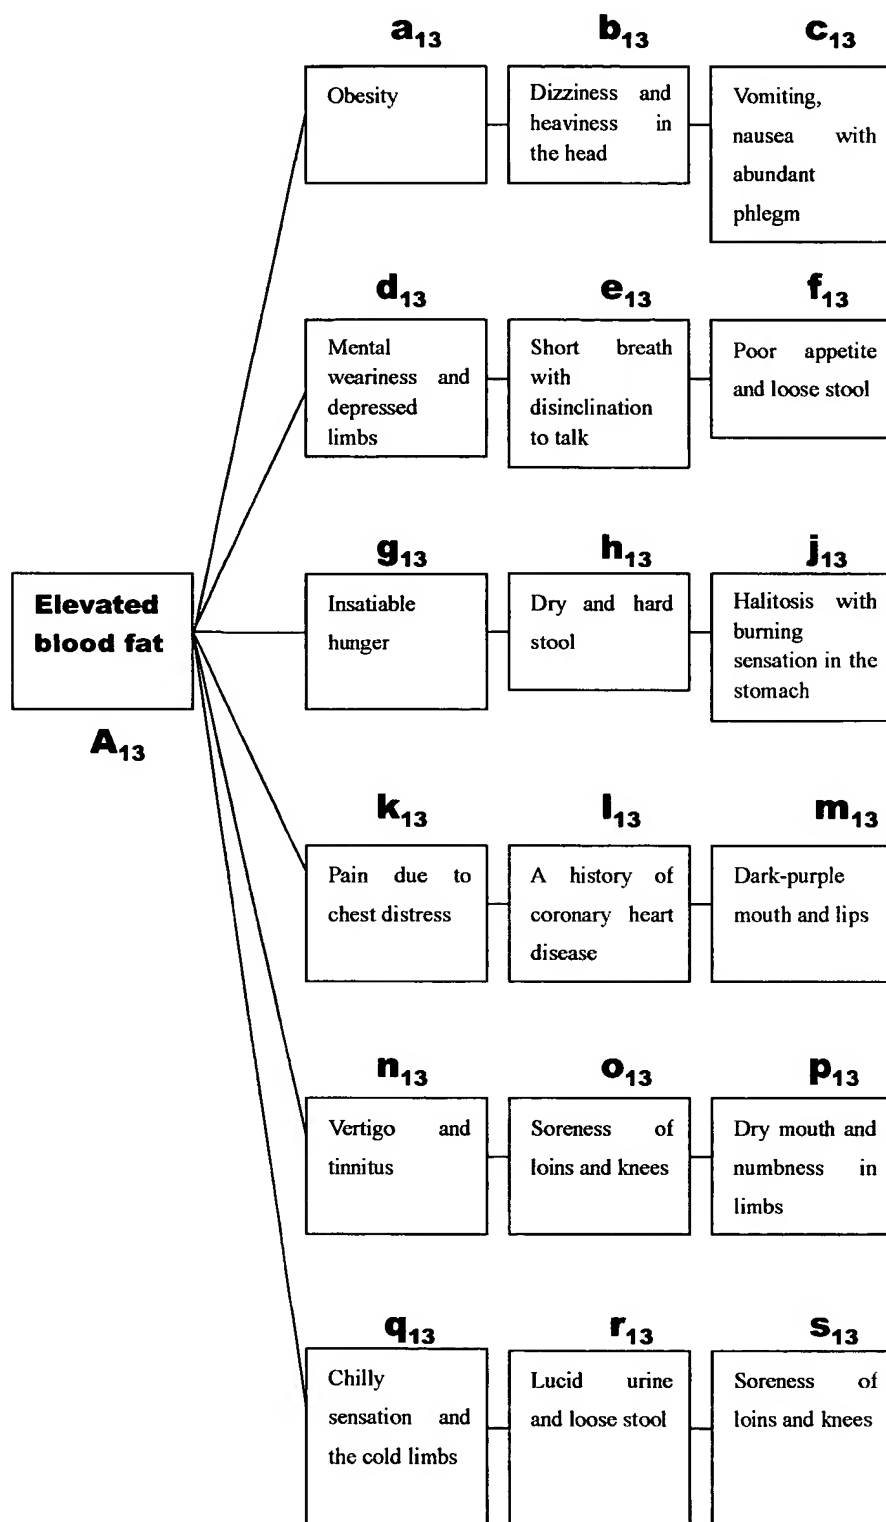 a13
b13
c13
Obesity
Dizziness and
heaviness in
the head
Vomiting,
nausea with
abundant
phlegm
d13
e13
f13
Mental
weariness and
depressed
limbs
Short breath
with
disinclination
to talk
Poor appetite
and loose stool
g13
h13
j13
Elevated
blood fat
A13
Insatiable
hunger
Dry and hard
stool
Halitosis with
burning
sensation in the
stomach
k13
l13
m13
Pain due to
chest distress
A history of
coronary heart
disease
Dark-purple
mouth and lips
n13
o13
p13
Vertigo and
tinnitus
Soreness of
loins and knees
Dry mouth and
numbness in
limbs
q13
r13
s13
Chilly
sensation and
the cold limbs
Lucid urine
and loose stool
Soreness of
loins and knees